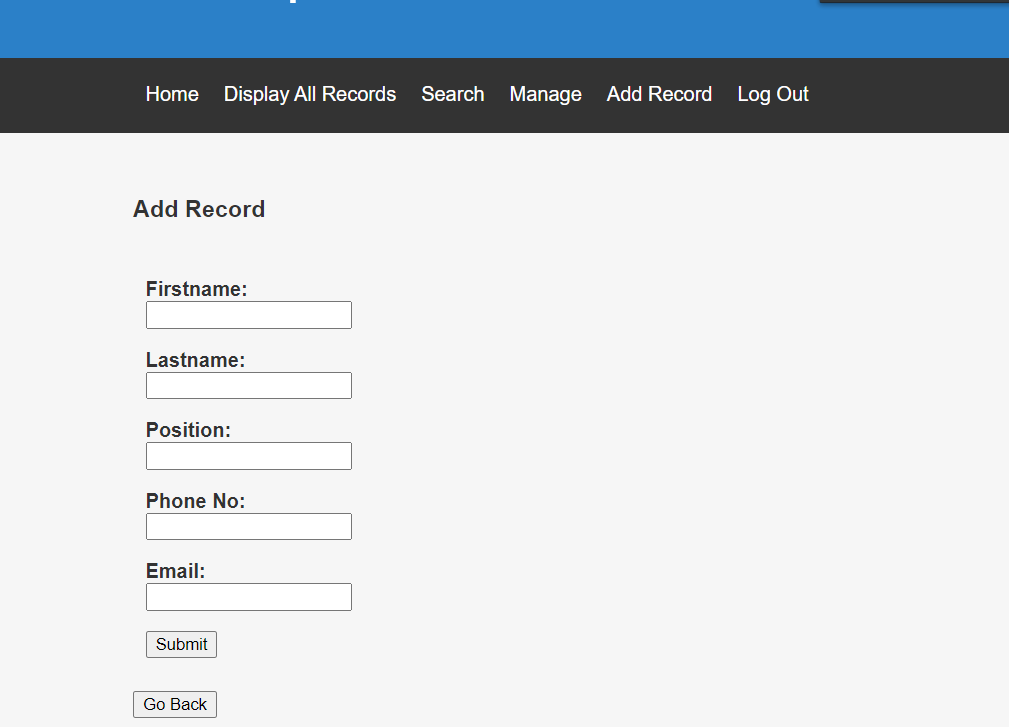 Home Display All Records Search Manage Add Record Log Out
Add Record
Firstname:
Lastname:
Position:
Phone No:
Email:
Submit
Go Back